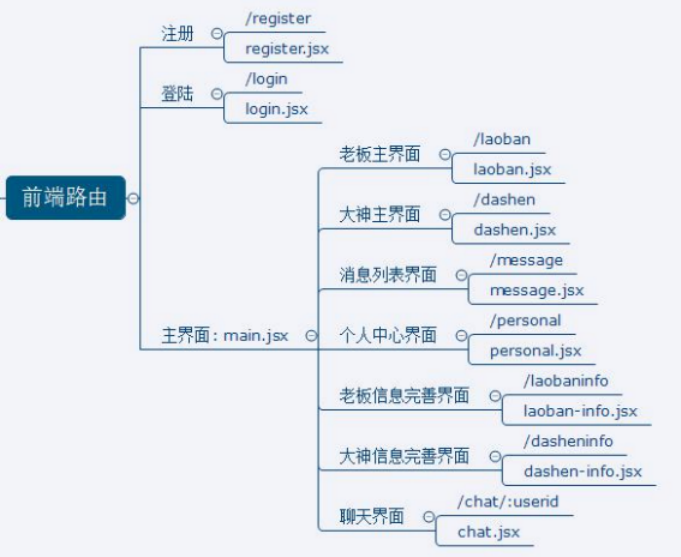 前端路由
注册
/register
register.jsx
登陆
/login
login.jsx
主界面：main.jsx
老板主界面
/laoban
laoban.jsx
大神主界面
/dashen
dashen.jsx
消息列表界面
/message
message.jsx
个人中心界面
/personal
personal.jsx
老板信息完善界面
/laobaninfo
laoban-info.jsx
大神信息完善界面
/dasheninfo
dashen-info.jsx
聊天界面
/chat/:userid
chat.jsx